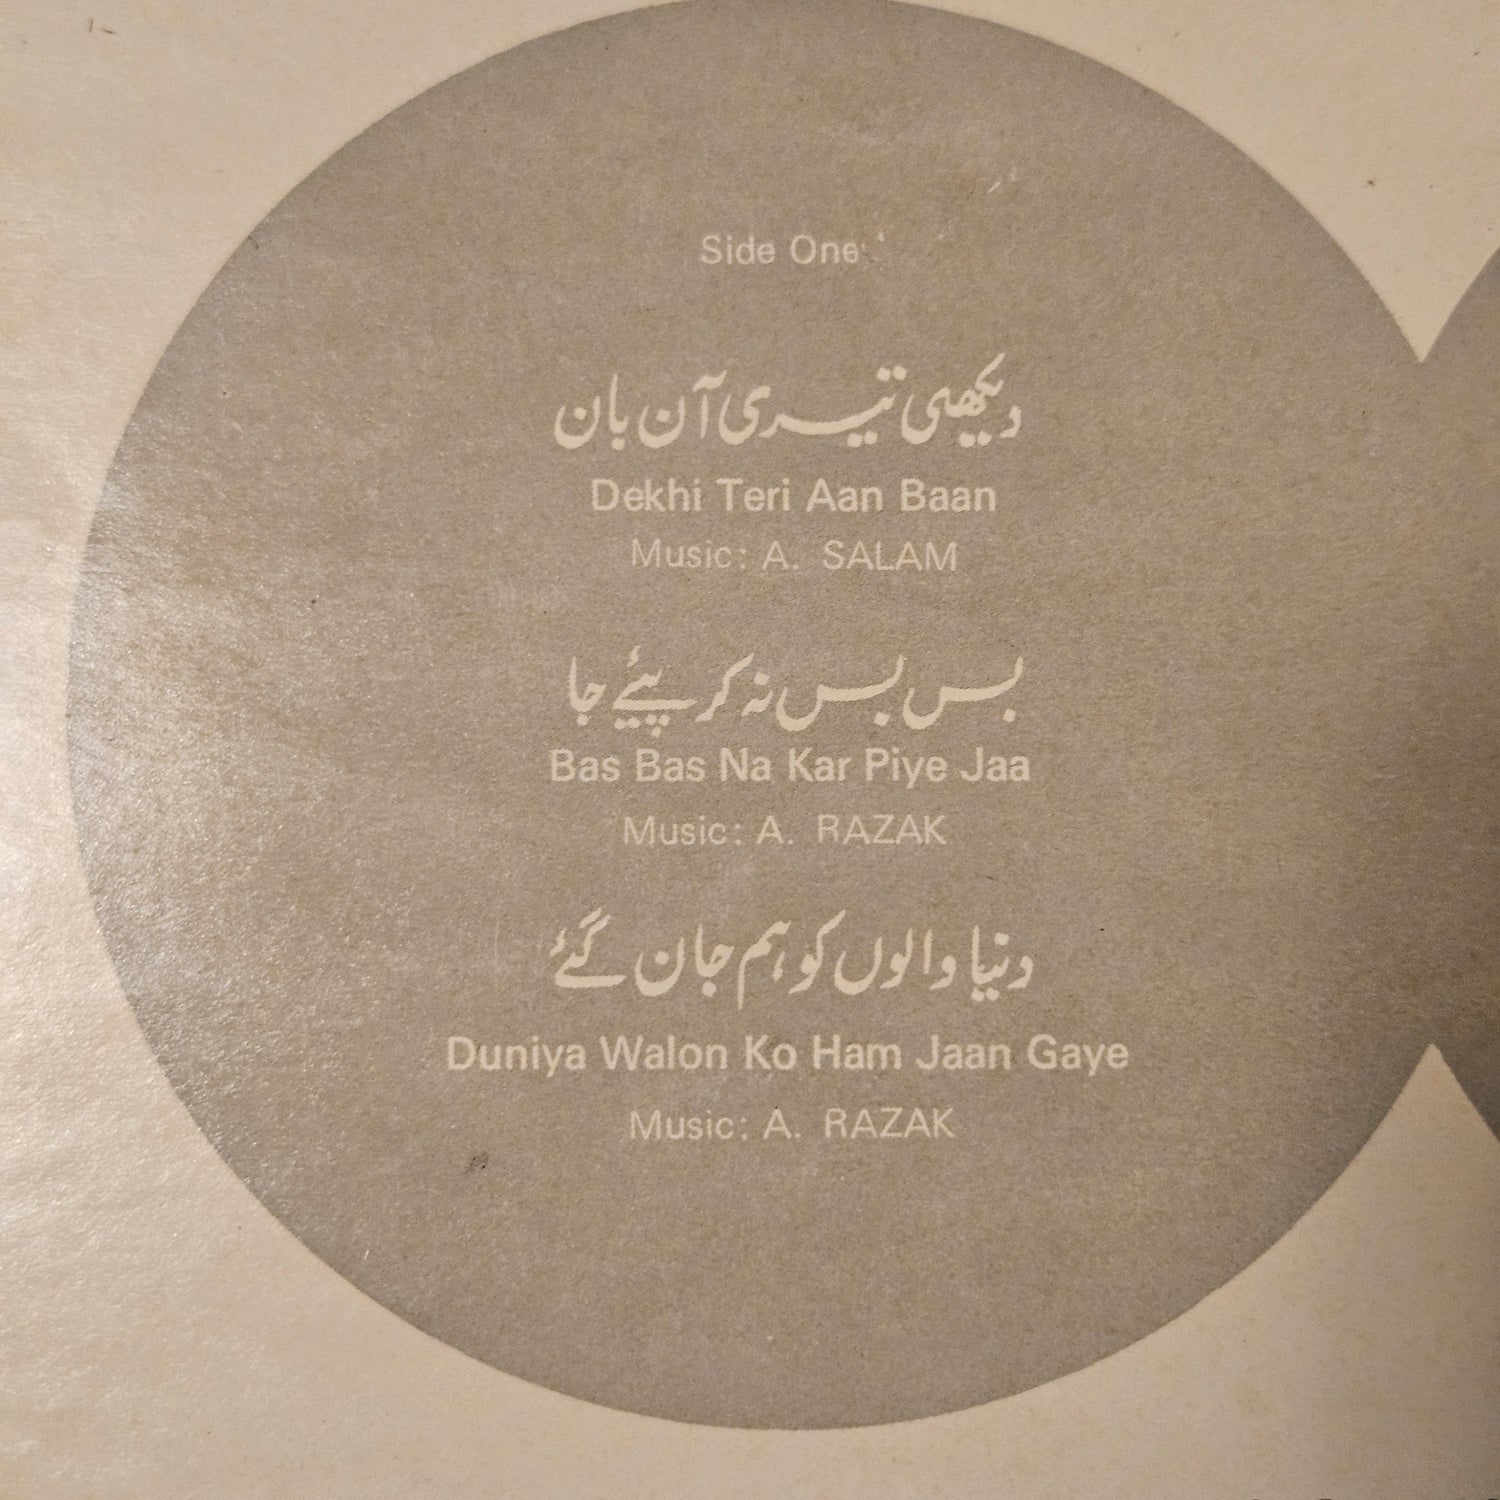 Side One
دیکھی تیری آن بان
Dekhi Teri Aan Baan
Music: A. SALAM
بس بس نہ کر پیئے جا
Bas Bas Na Kar Piye Jaa
Music: A. RAZAK
دنیا والوں کو ہم جان گئے
Duniya Walon Ko Ham Jaan Gaye
Music: A. RAZAK